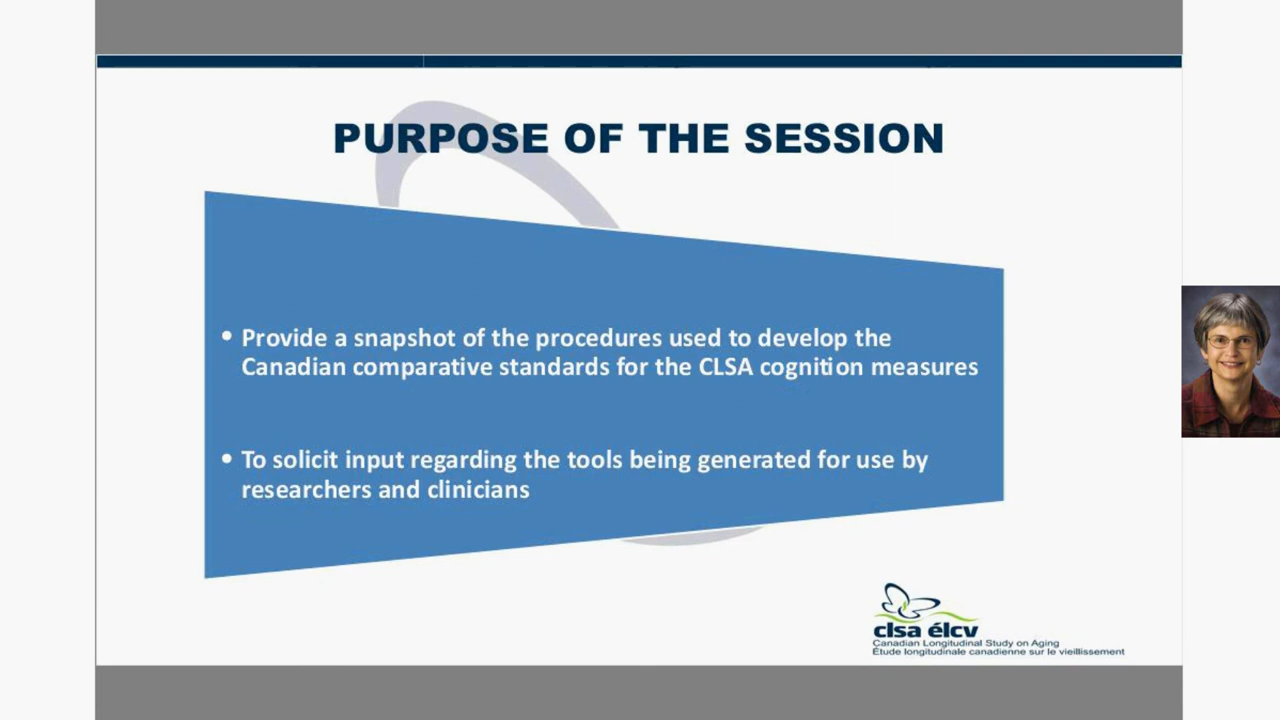 PURPOSE OF THE SESSION
• Provide a snapshot of the procedures used to develop the
Canadian comparative standards for the CLSA cognition measures
• To solicit input regarding the tools being generated for use by
researchers and clinicians
clsa élcv
Canadian Longitudinal Study on Aging
Étude longitudinale canadienne sur le vieillissement